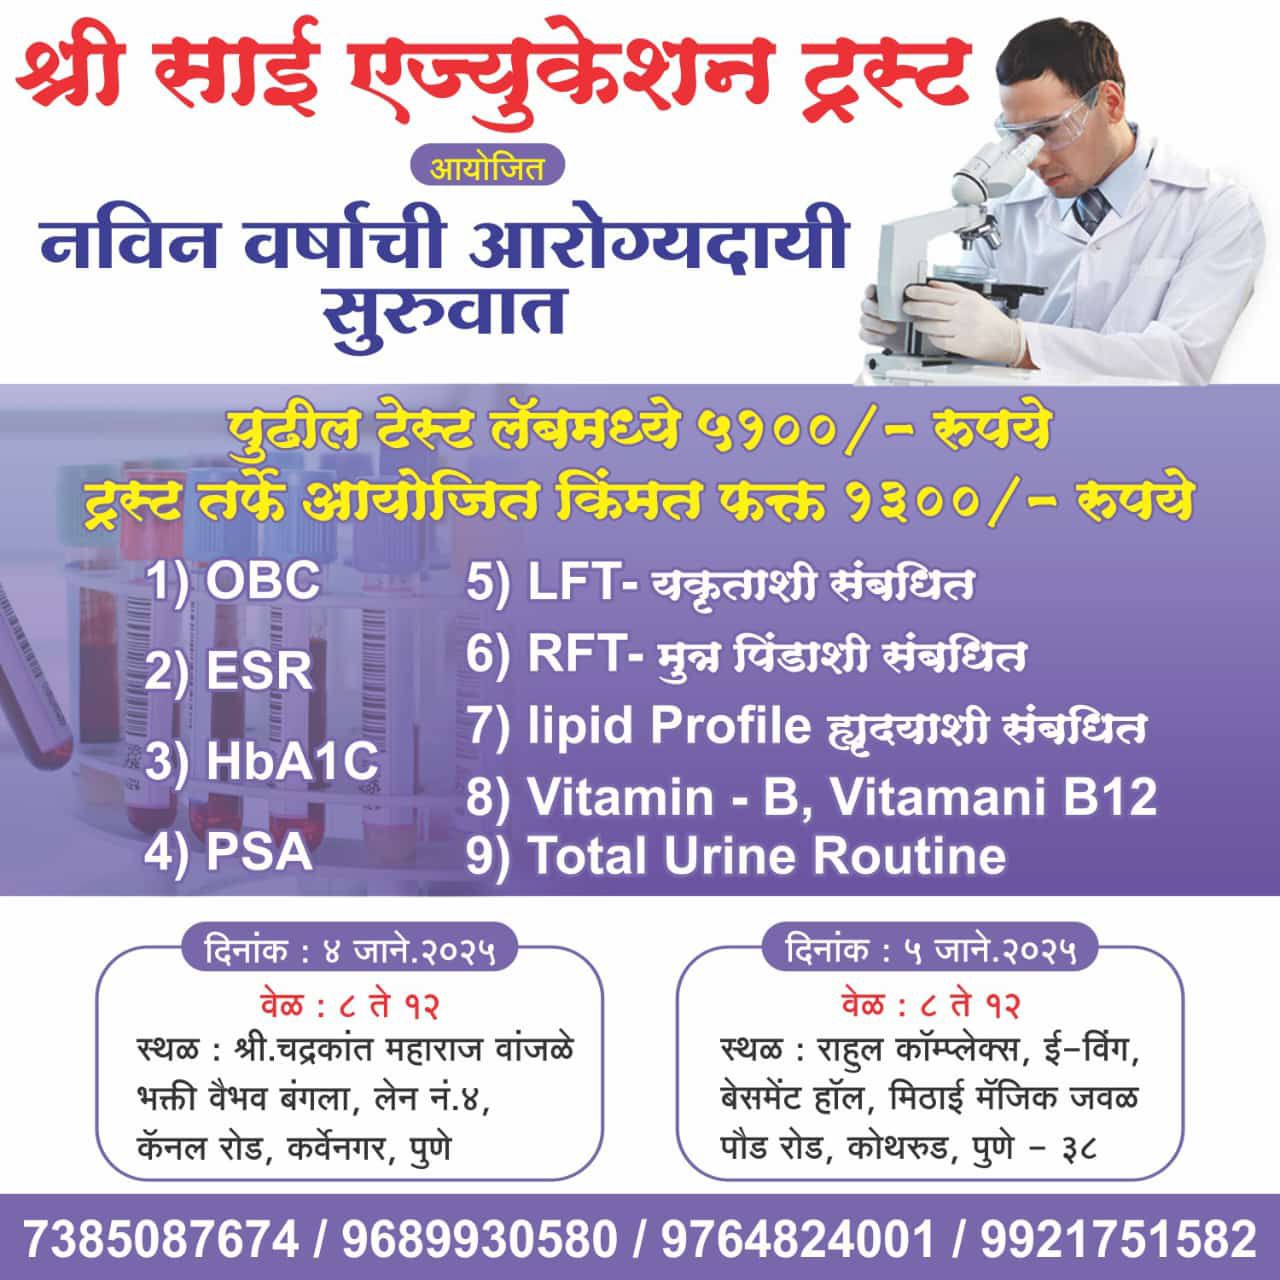 श्री साई एज्युकेशन ट्रस्ट
आयोजित
नविन वर्षाची आरोग्यदायी
सुरुवात
पुढील टेस्ट लॅबमध्ये ५१००/- रुपये
ट्रस्ट तर्फे आयोजित किंमत फक्त १३००/- रुपये
1) OBC
2) ESR
3) HbA1C
4) PSA
5) LFT- यकृताशी संबधित
6) RFT- मुत्र पिंडाशी संबधित
7) lipid Profile ह्यृदयाशी संबधित
8) Vitamin - B, Vitamani B12
9) Total Urine Routine
दिनांक : ४ जाने.२०२५
वेळ : ८ ते १२
स्थळ : श्री.चद्रकांत महाराज वांजळे
भक्ती वैभव बंगला, लेन नं.४,
कॅनल रोड, कर्वेनगर, पुणे
दिनांक : ५ जाने.२०२५
वेळ : ८ ते १२
स्थळ : राहुल कॉम्प्लेक्स, ई-विंग,
बेसमेंट हॉल, मिठाई मॅजिक जवळ
पौड रोड, कोथरुड, पुणे - ३८
7385087674 / 9689930580 / 9764824001 / 9921751582